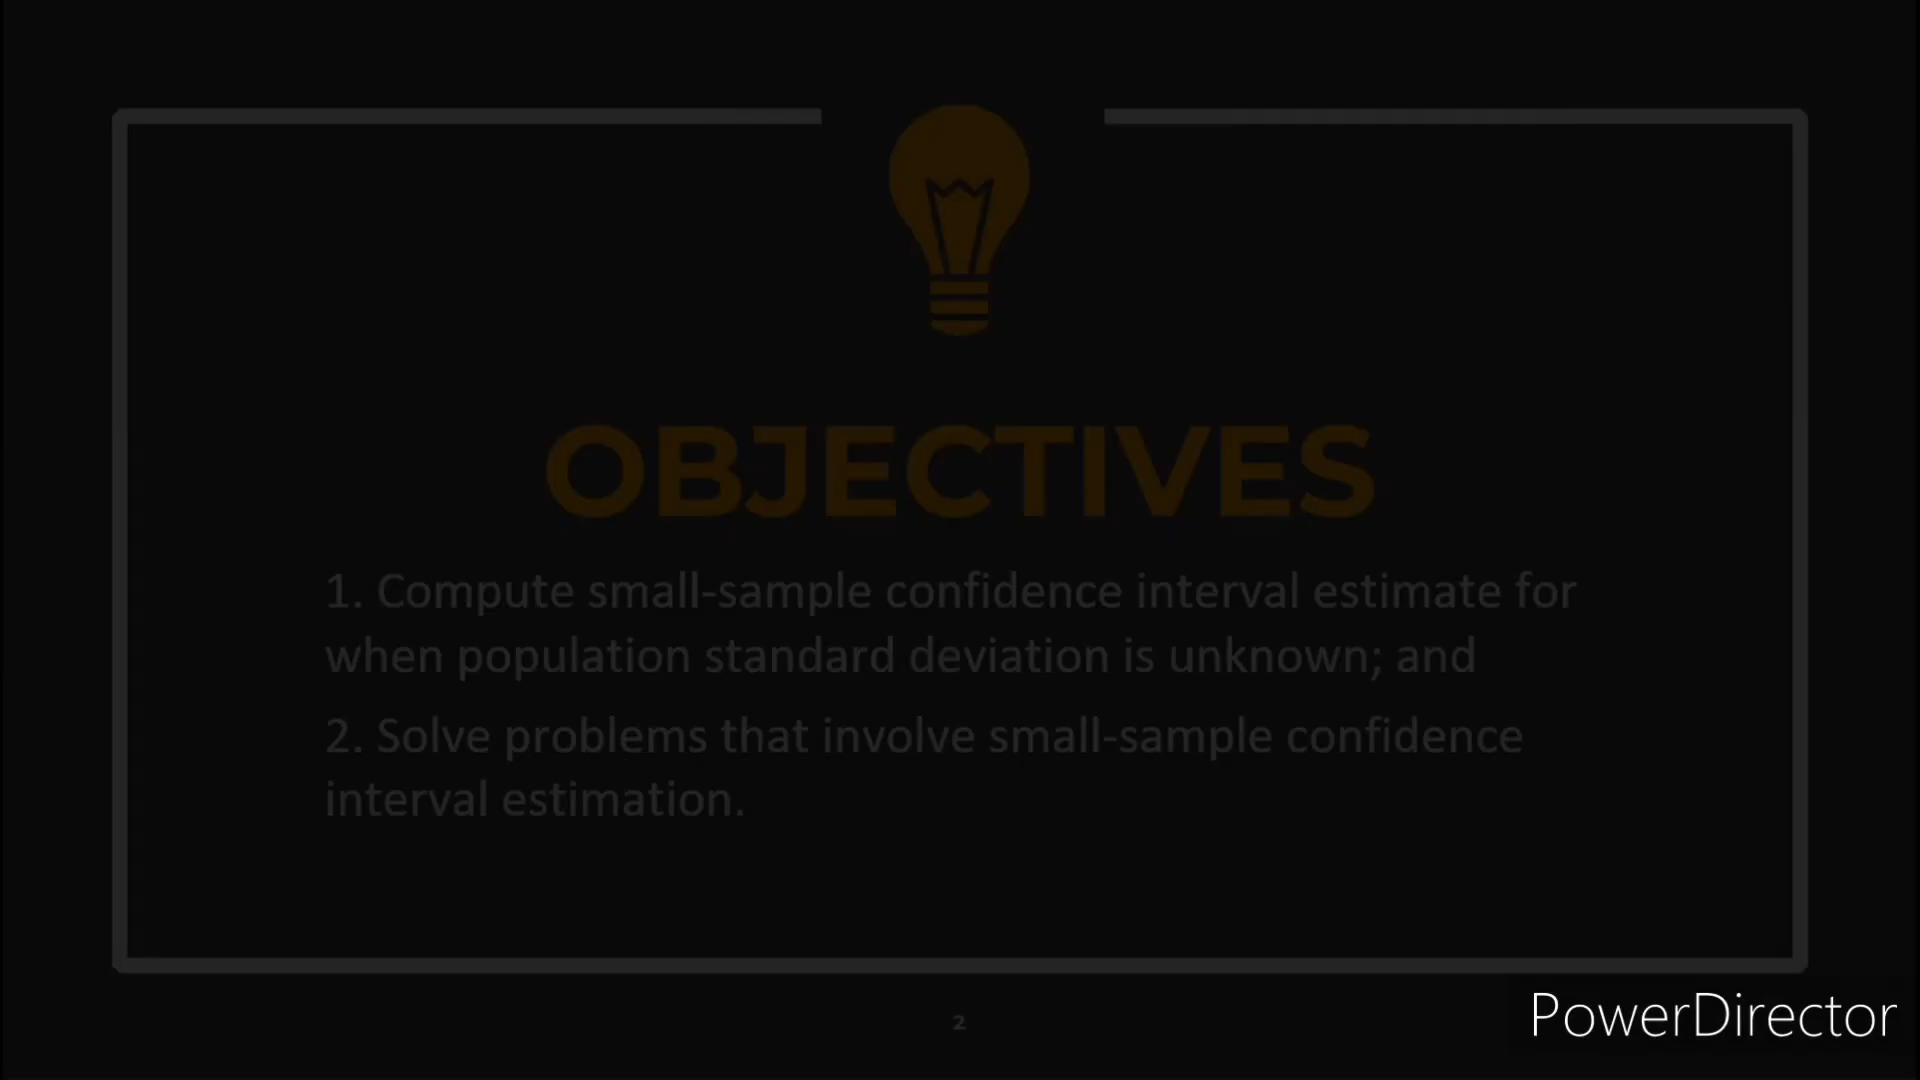 OBJECTIVES
1. Compute small-sample confidence interval estimate for
when population standard deviation is unknown; and
2. Solve problems that involve small-sample confidence
interval estimation.
2
PowerDirector